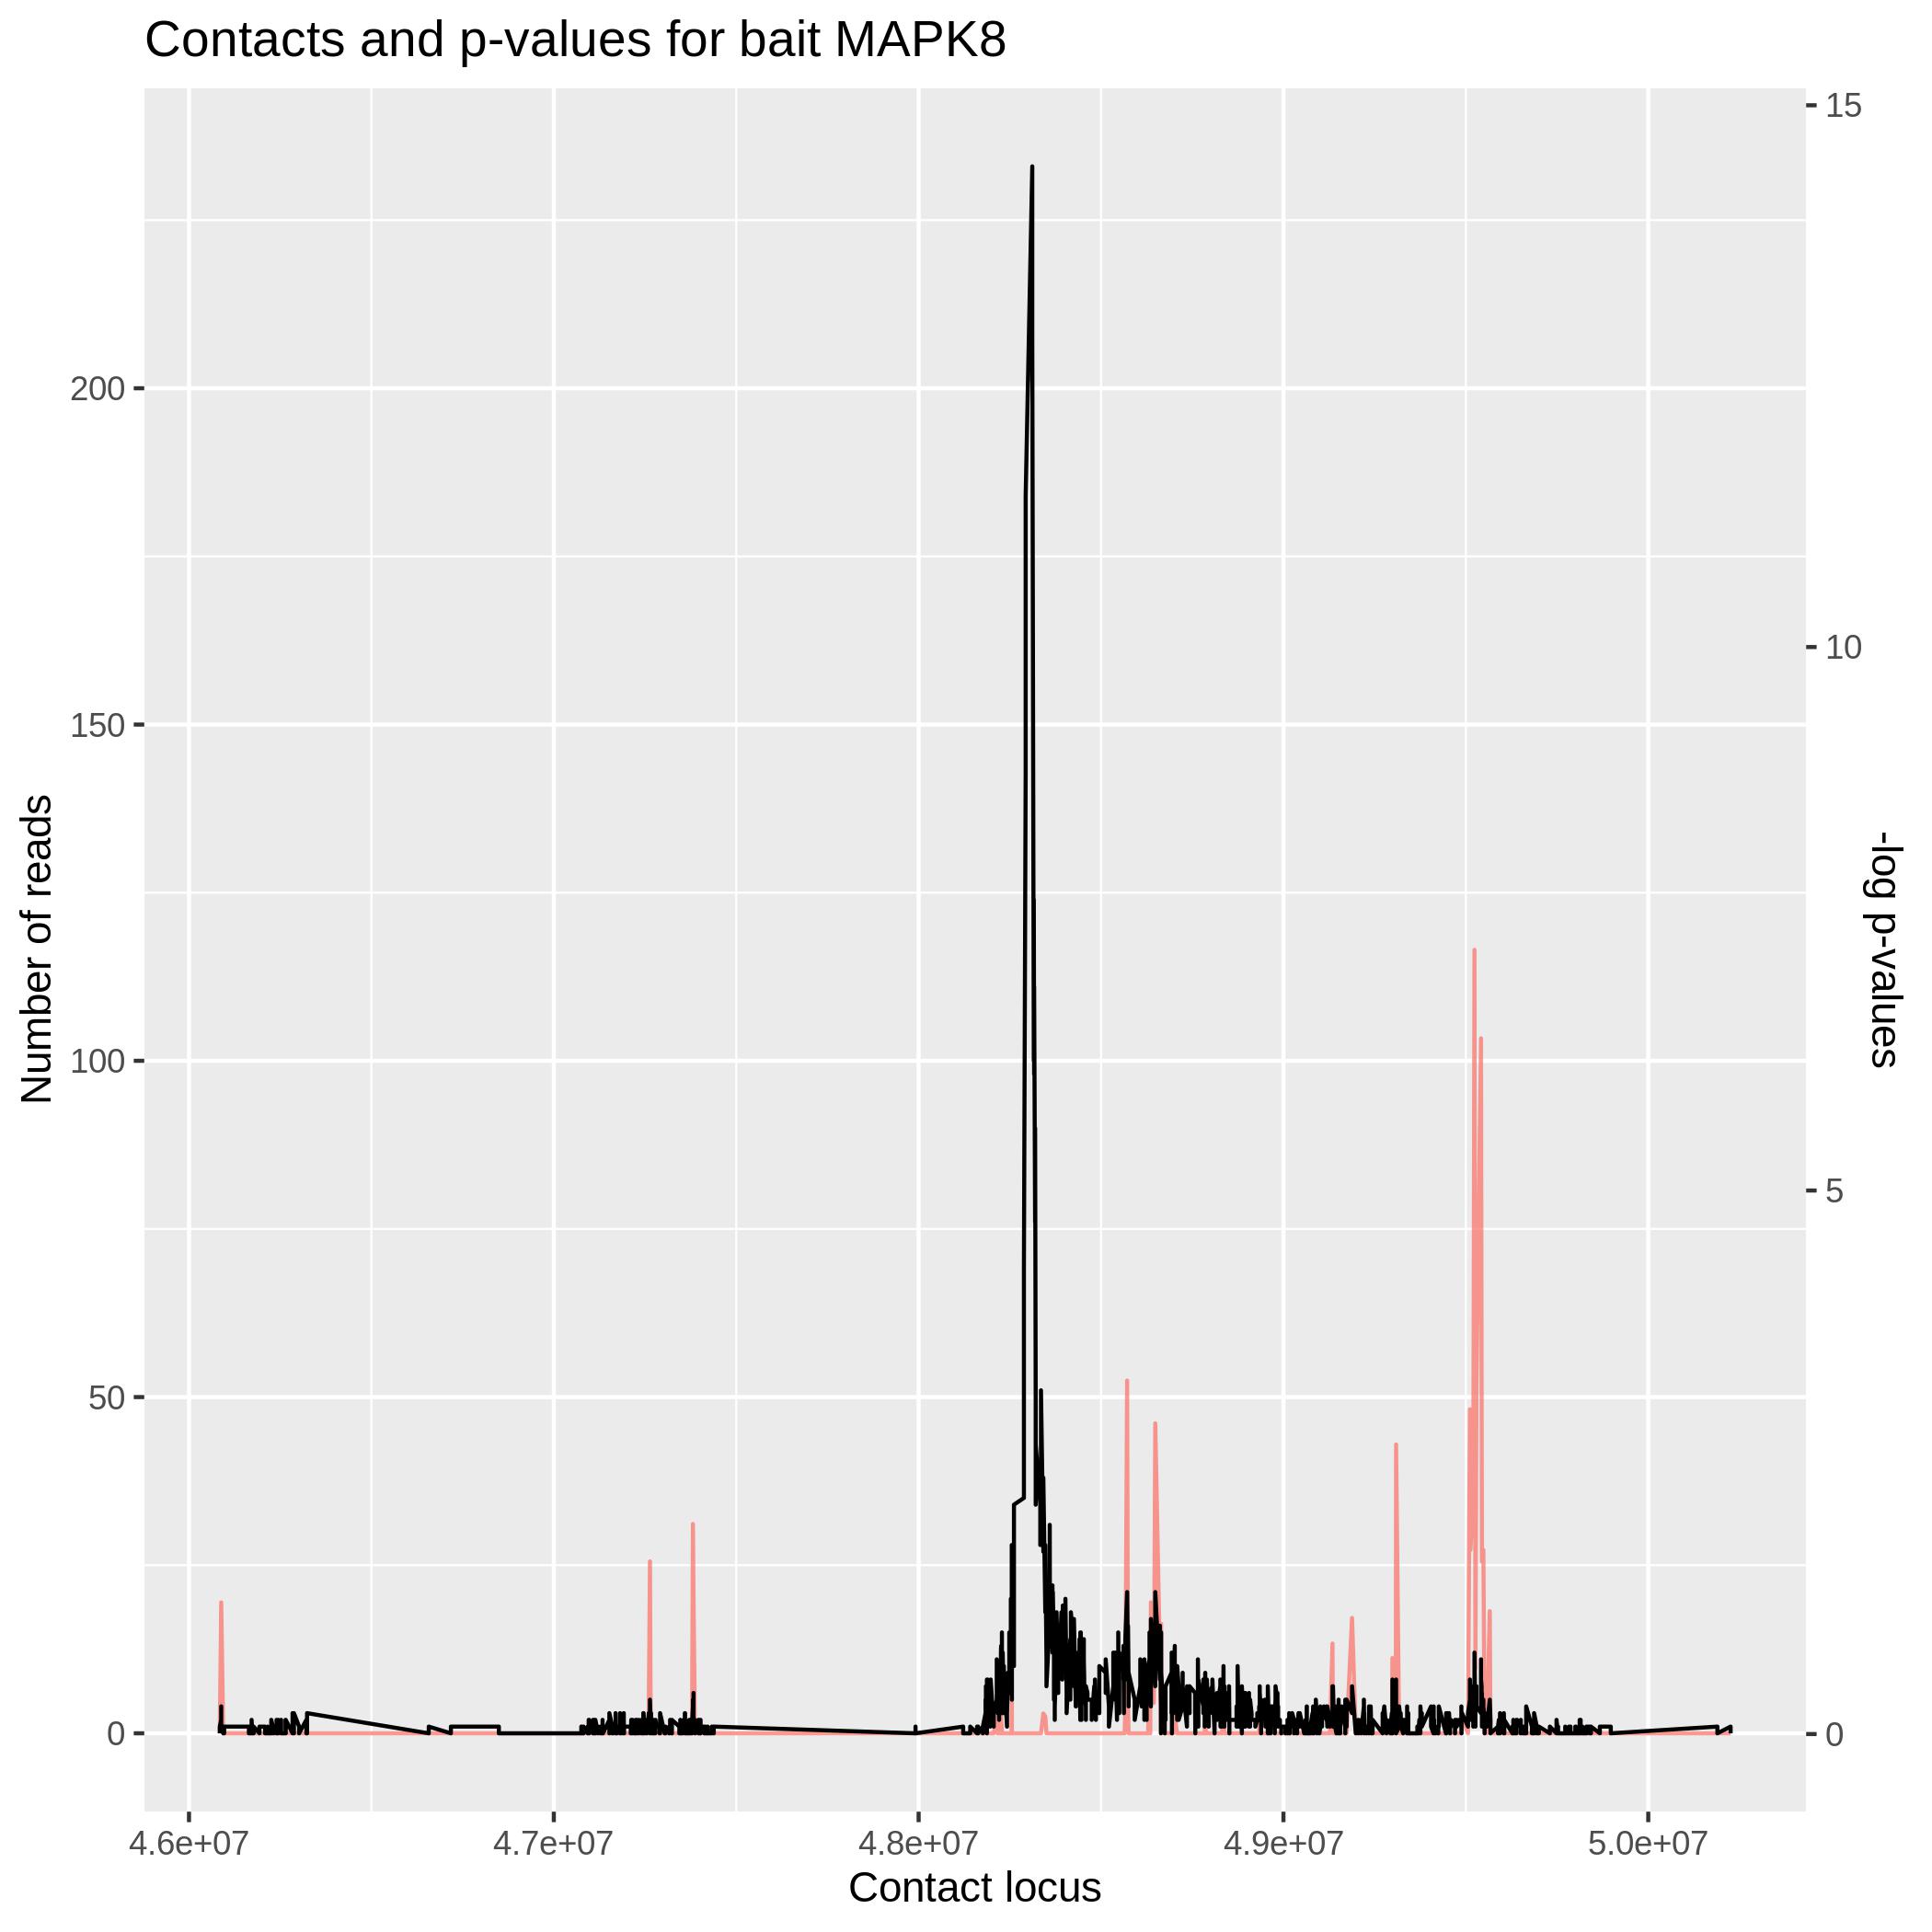 Contacts and p-values for bait MAPK8
Number of reads
200
150
100
50
0
15
10
5
0
-log p-values
4.6e+07 4.7e+07 4.8e+07 4.9e+07 5.0e+07
Contact locus